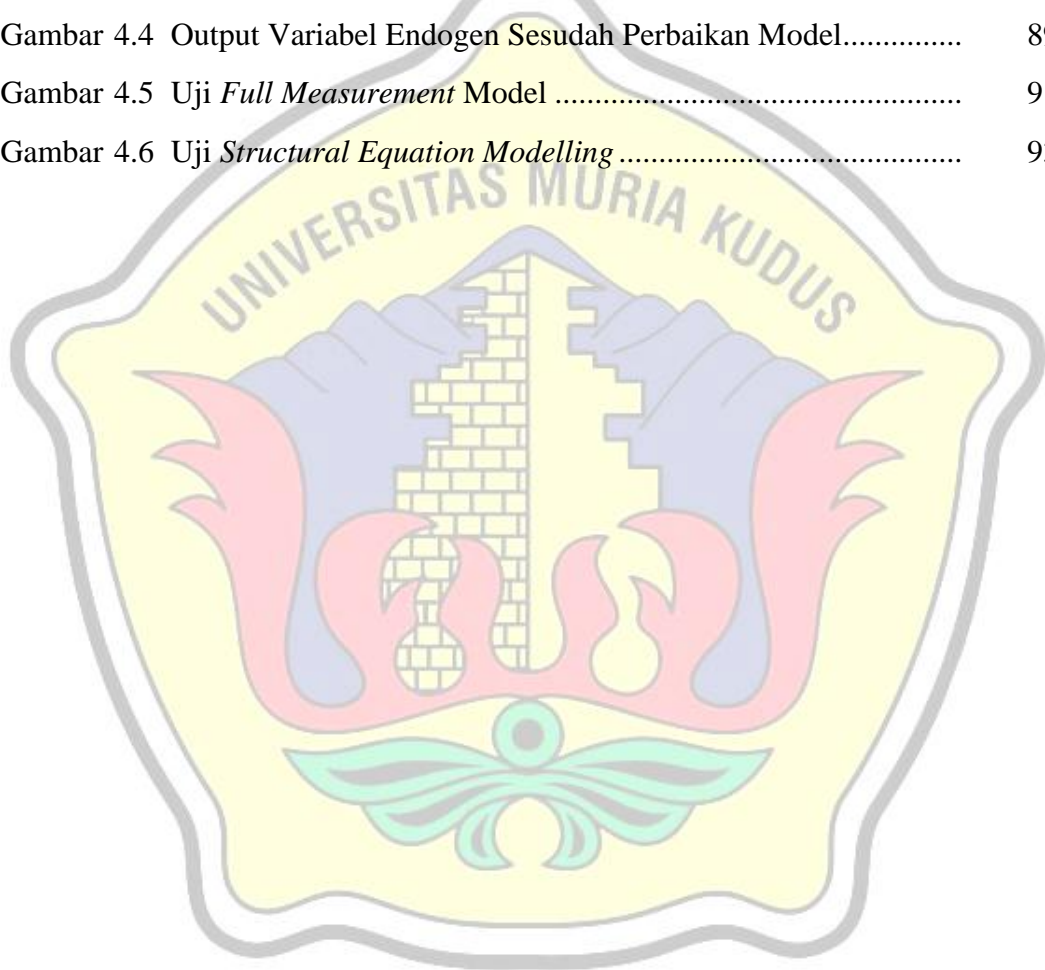 Gambar 4.4 Output Variabel Endogen Sesudah Perbaikan Model............... 
Gambar 4.5 Uji Full Measurement Model ................................................... 
Gambar 4.6 Uji Structural Equation Modelling ........................................... 
UNIVERSITAS MURIA KUDUS